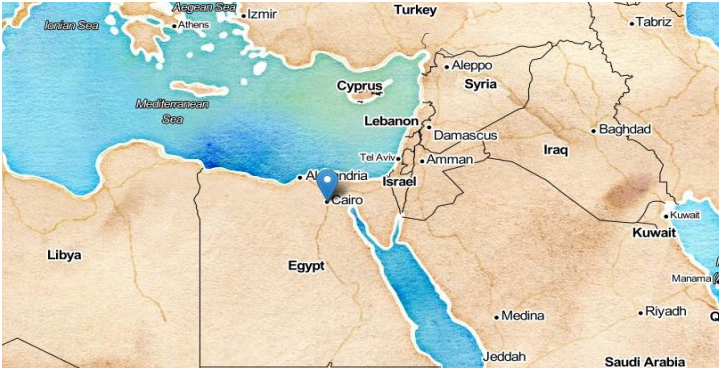 Aegean Sea
Izmir
Turkey
Tabriz
Ionian Sea
Athens
Aleppo
Cyprus
Syria
Mediterranean
Sea
Lebanon
Damascus
Baghdad
Tel Aviv
Amman
Iraq
Israel
Cairo
Kuwait
Kuwait
Libya
Egypt
Manama
Medina
Riyadh
Jeddah
Saudi Arabia